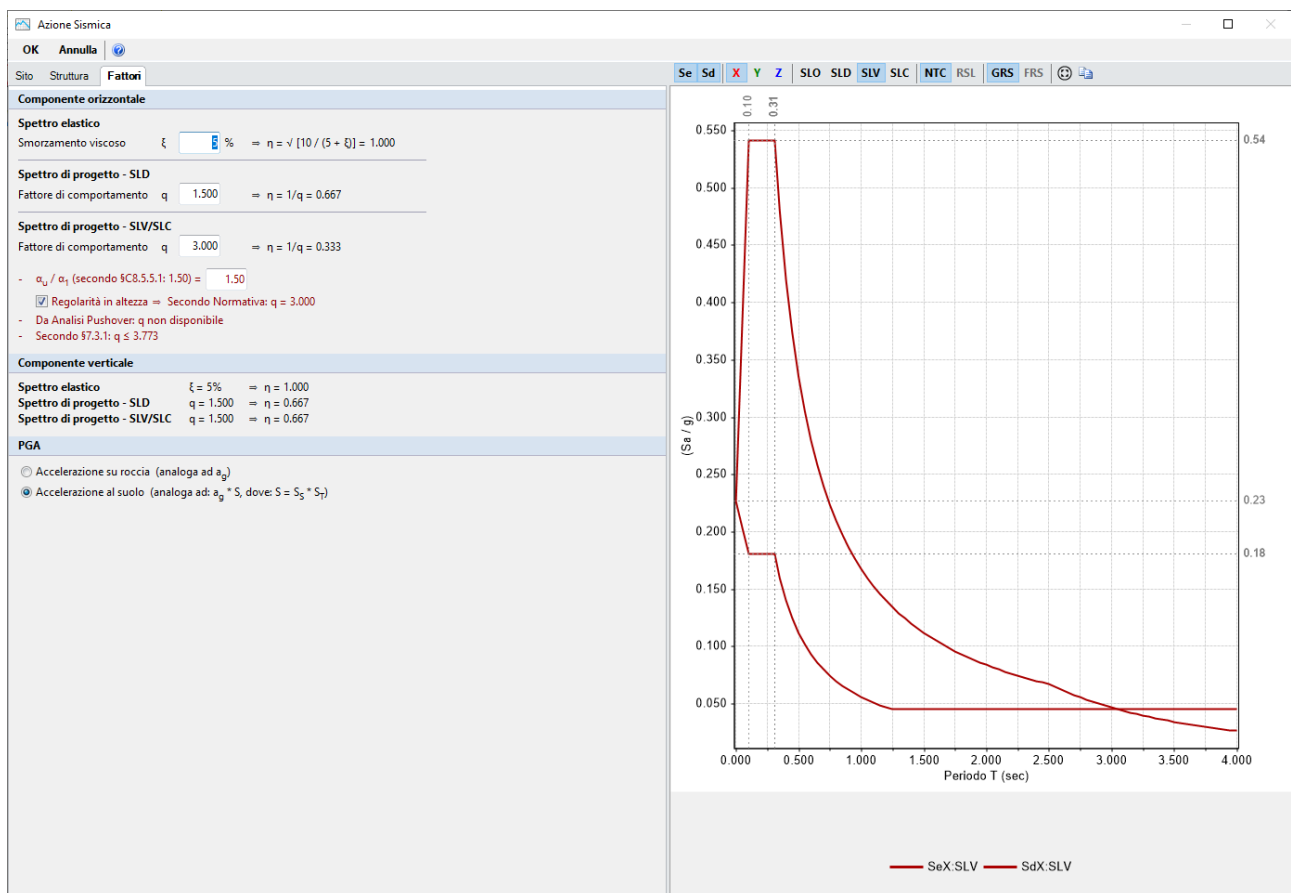 Azione Sismica
OK Annulla
Sito Struttura Fattori
Componente orizzontale
Spettro elastico
Smorzamento viscoso ξ 5 % ⇒ η = √ [10 / (5 + ξ)] = 1.000
Spettro di progetto - SLD
Fattore di comportamento q 1.500 ⇒ η = 1/q = 0.667
Spettro di progetto - SLV/SLC
Fattore di comportamento q 3.000 ⇒ η = 1/q = 0.333
- αu / α1 (secondo §C8.5.5.1: 1.50) = 1.50
Regolarità in altezza ⇒ Secondo Normativa: q = 3.000
- Da Analisi Pushover: q non disponibile
- Secondo §7.3.1: q ≤ 3.773
Componente verticale
Spettro elastico ξ = 5% ⇒ η = 1.000
Spettro di progetto - SLD q = 1.500 ⇒ η = 0.667
Spettro di progetto - SLV/SLC q = 1.500 ⇒ η = 0.667
PGA
Accelerazione su roccia (analoga ad ag)
Accelerazione al suolo (analoga ad: ag * S, dove: S = SS * ST)
Se Sd X Y Z SLO SLD SLV SLC NTC RSL GRS FRS
0.10 0.31
0.550
0.54
0.500
0.450
0.400
0.350
0.300
0.250
0.23
0.200
0.18
0.150
0.100
0.050
(Sa / g)
0.000 0.500 1.000 1.500 2.000 2.500 3.000 3.500 4.000
Periodo T (sec)
SeX:SLV SdX:SLV